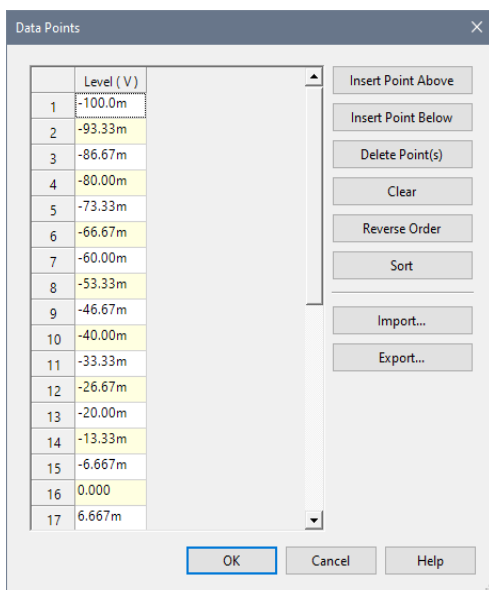 Data Points
Level ( V )
1 -100.0m
2 -93.33m
3 -86.67m
4 -80.00m
5 -73.33m
6 -66.67m
7 -60.00m
8 -53.33m
9 -46.67m
10 -40.00m
11 -33.33m
12 -26.67m
13 -20.00m
14 -13.33m
15 -6.667m
16 0.000
17 6.667m
Insert Point Above
Insert Point Below
Delete Point(s)
Clear
Reverse Order
Sort
Import...
Export...
OK Cancel Help